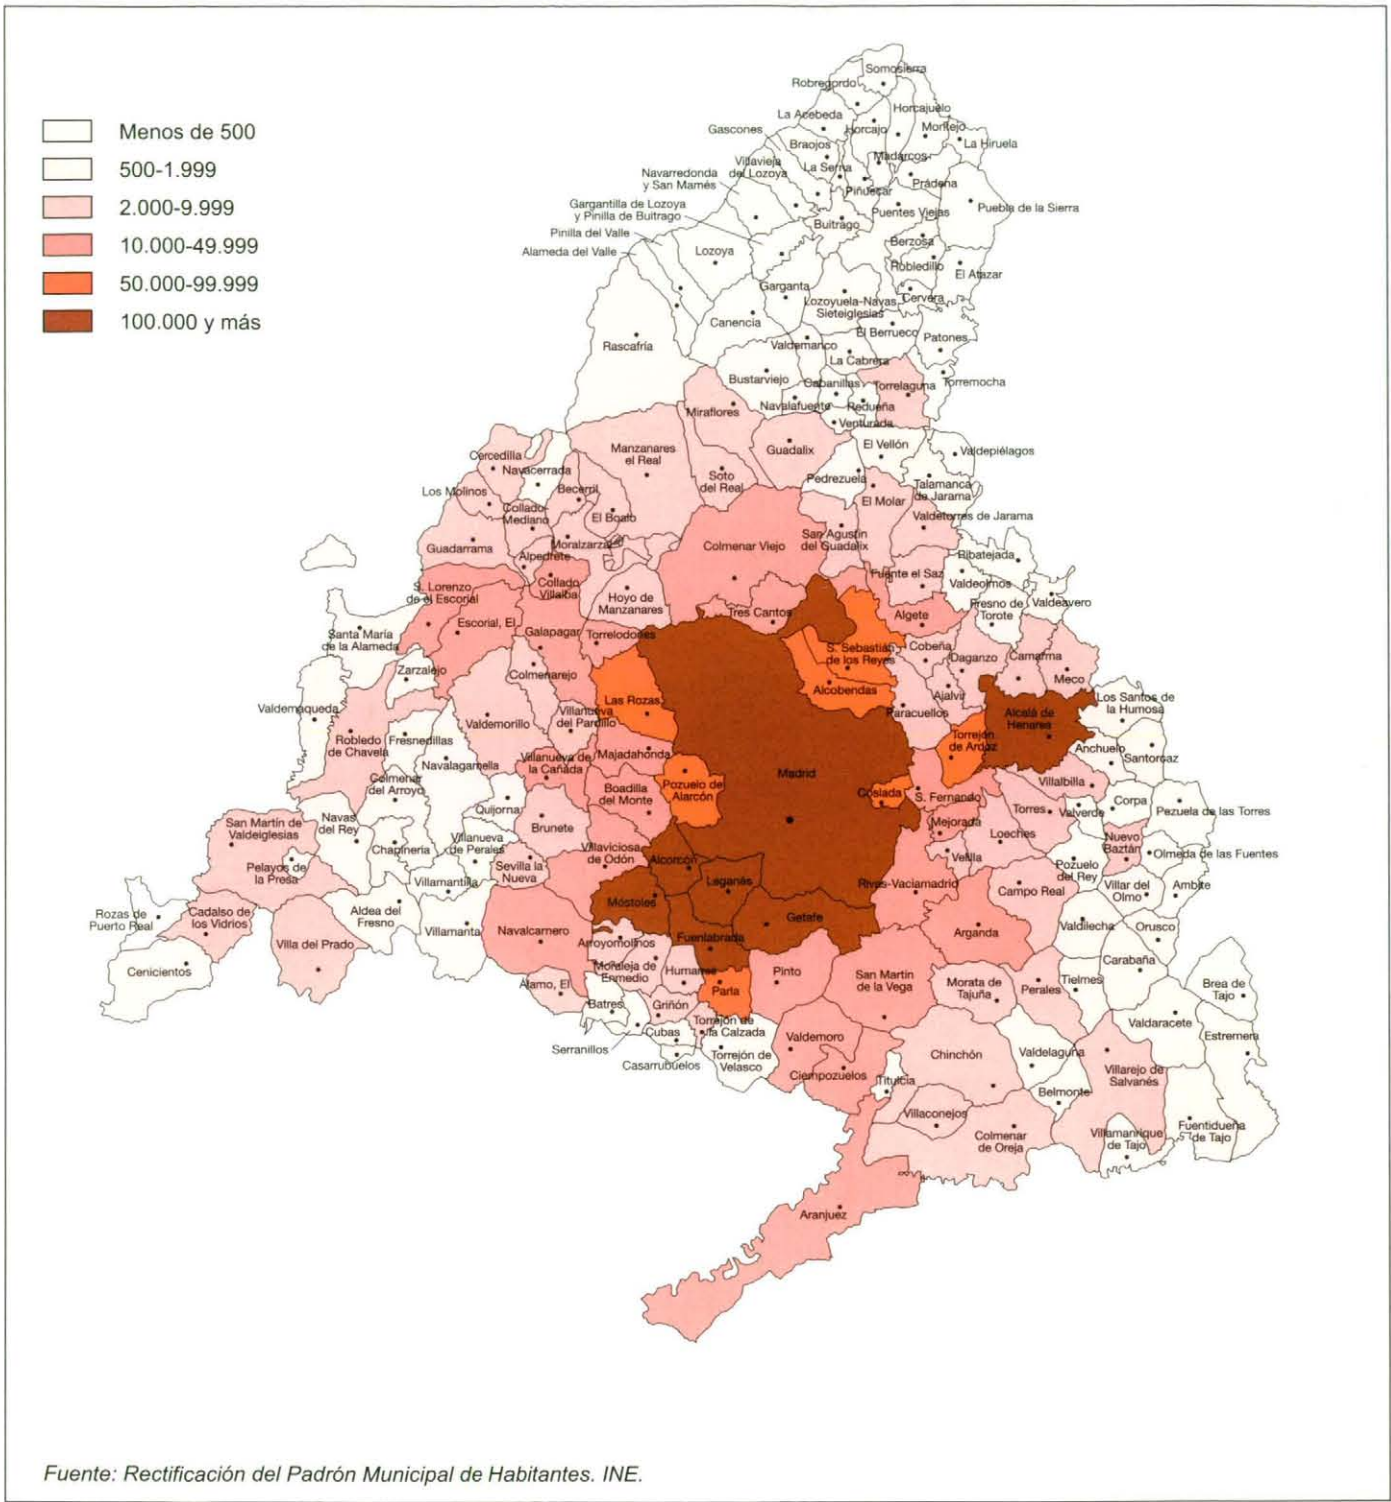 Menos de 500
500-1.999
2.000-9.999
10.000-49.999
50.000-99.999
100.000 y más
Somosierra
Robregordo
Horcajuelo
La Acebeda
Horcajo
Montejo
Gascones
La Hiruela
Braojos
Madarcos
Villavieja
de Lozoya
La Serna
Navarredonda
y San Mamés
Piñuecar
Prádena
Gargantilla de Lozoya
y Pinilla de Buitrago
Puentes Viejas
Puebla de la Sierra
Buitrago
Pinilla del Valle
Alameda del Valle
Lozoya
Berzosa
Robledillo
El Atazar
Garganta
Lozoyuela-Navas
Sieteiglesias
Cervera
Canencia
El Berrueco
Patones
Rascafría
Valdemanco
La Cabrera
Bustarviejo
Cabanillas
Torrelaguna
Torremocha
Navalafuente
Redueña
Miraflores
Venturada
Manzanares
el Real
Guadalix
El Vellón
Valdepiélagos
Cercedilla
Navacerrada
Soto
del Real
Pedrezuela
Talamanca
de Jarama
Los Molinos
Becerril
El Molar
Collado-
Mediano
El Boalo
Valdetorres de Jarama
Guadarrama
Moralzarzal
Colmenar Viejo
San Agustín
del Guadalix
Alpedrete
Ribatejada
S. Lorenzo
de el Escorial
Collado
Villalba
Fuente el Saz
Valdeolmos
Hoyo de
Manzanares
Fresno de
Torote
Valdeavero
Escorial, El
Tres Cantos
Algete
Galapagar
Torrelodones
Santa María
de la Alameda
S. Sebastián
de los Reyes
Cobeña
Daganzo
Camarma
Zarzalejo
Colmenarejo
Meco
Alcobendas
Ajalvir
Valdemaqueda
Las Rozas
Los Santos de
la Humosa
Valdemorillo
Villanueva
del Pardillo
Paracuellos
Alcalá de
Henares
Robledo
de Chavela
Fresnedillas
Torrejón
de Ardoz
Anchuelo
Villanueva de
la Cañada
Majadahonda
Santorcaz
Navalagamella
Madrid
Colmenar
del Arroyo
Pozuelo de
Alarcón
Villalbilla
Boadilla
del Monte
Coslada
S. Fernando
Corpa
Quijorna
Torres
Valverde
Pezuela de las Torres
Navas
del Rey
San Martín de
Valdeiglesias
Brunete
Mejorada
Loeches
Nuevo
Baztán
Villanueva
de Perales
Chapinería
Villaviciosa
de Odón
Velilla
Olmeda de las Fuentes
Alcorcón
Pozuelo
del Rey
Pelayos de
la Presa
Sevilla la
Nueva
Villamantilla
Leganés
Rivas-Vaciamadrid
Campo Real
Villar del
Olmo
Ambite
Móstoles
Rozas de
Puerto Real
Cadalso de
los Vidrios
Aldea del
Fresno
Getafe
Valdilecha
Orusco
Villamanta
Navalcarnero
Arganda
Villa del Prado
Fuenlabrada
Arroyomolinos
Carabaña
Cenicientos
Moraleja de
Enmedio
Humanes
Pinto
San Martín
de la Vega
Morata de
Tajuña
Perales
Tielmes
Brea de
Tajo
Álamo, El
Parla
Batres
Griñón
Valdaracete
Torrejón de
la Calzada
Cubas
Valdemoro
Estremera
Serranillos
Casarrubuelos
Torrejón de
Velasco
Chinchón
Valdelaguna
Villarejo de
Salvanés
Ciempozuelos
Titulcia
Belmonte
Villaconejos
Villamanrique
de Tajo
Fuentidueña
de Tajo
Colmenar
de Oreja
Aranjuez
Fuente: Rectificación del Padrón Municipal de Habitantes. INE.